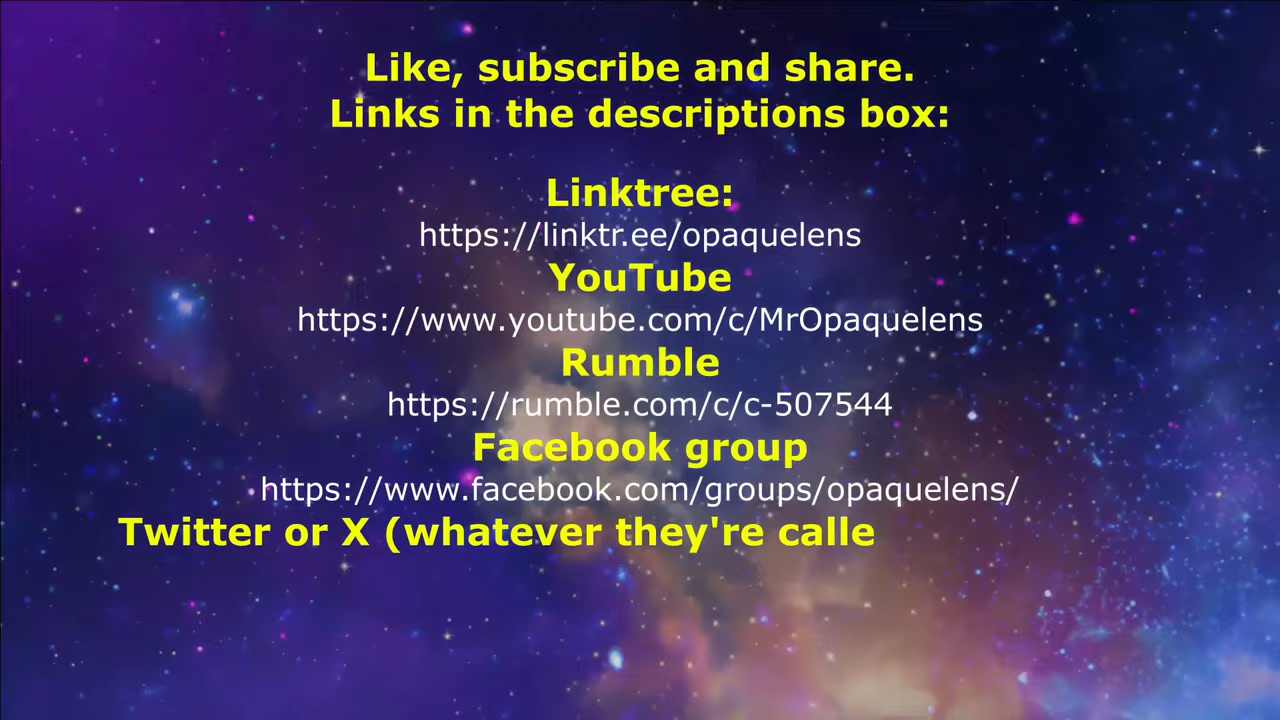 Like, subscribe and share.
Links in the descriptions box:
Linktree:
https://linktr.ee/opaquelens
YouTube
https://www.youtube.com/c/MrOpaquelens
Rumble
https://rumble.com/c/c-507544
Facebook group
https://www.facebook.com/groups/opaquelens/
Twitter or X (whatever they're calle